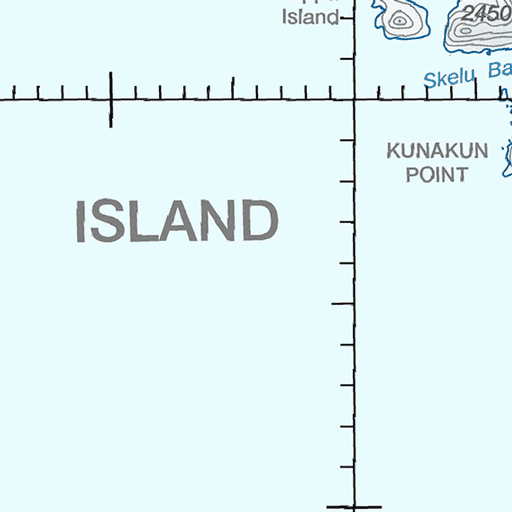 Island
2450
Skelu
KUNAKUN
POINT
ISLAND